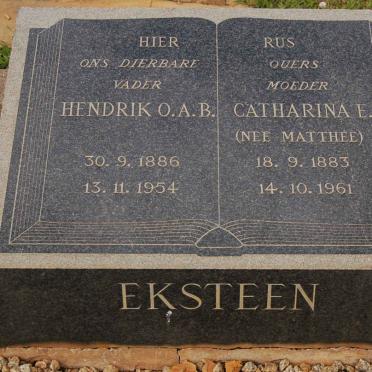 HIER RUS
ONS DIERBARE OUERS
VADER MOEDER
HENDRIK O.A.B. CATHARINA E.
(NEE MATTHEE)
30.9.1886 18.9.1883
13.11.1954 14.10.1961
EKSTEEN